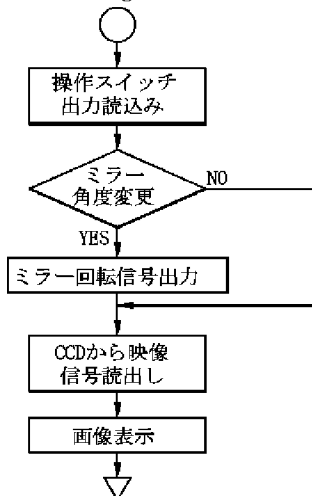 操作スイッチ
出力読込み
ミラー
角度変更
NO
YES
ミラー回転信号出力
CCDから映像
信号読出し
画像表示